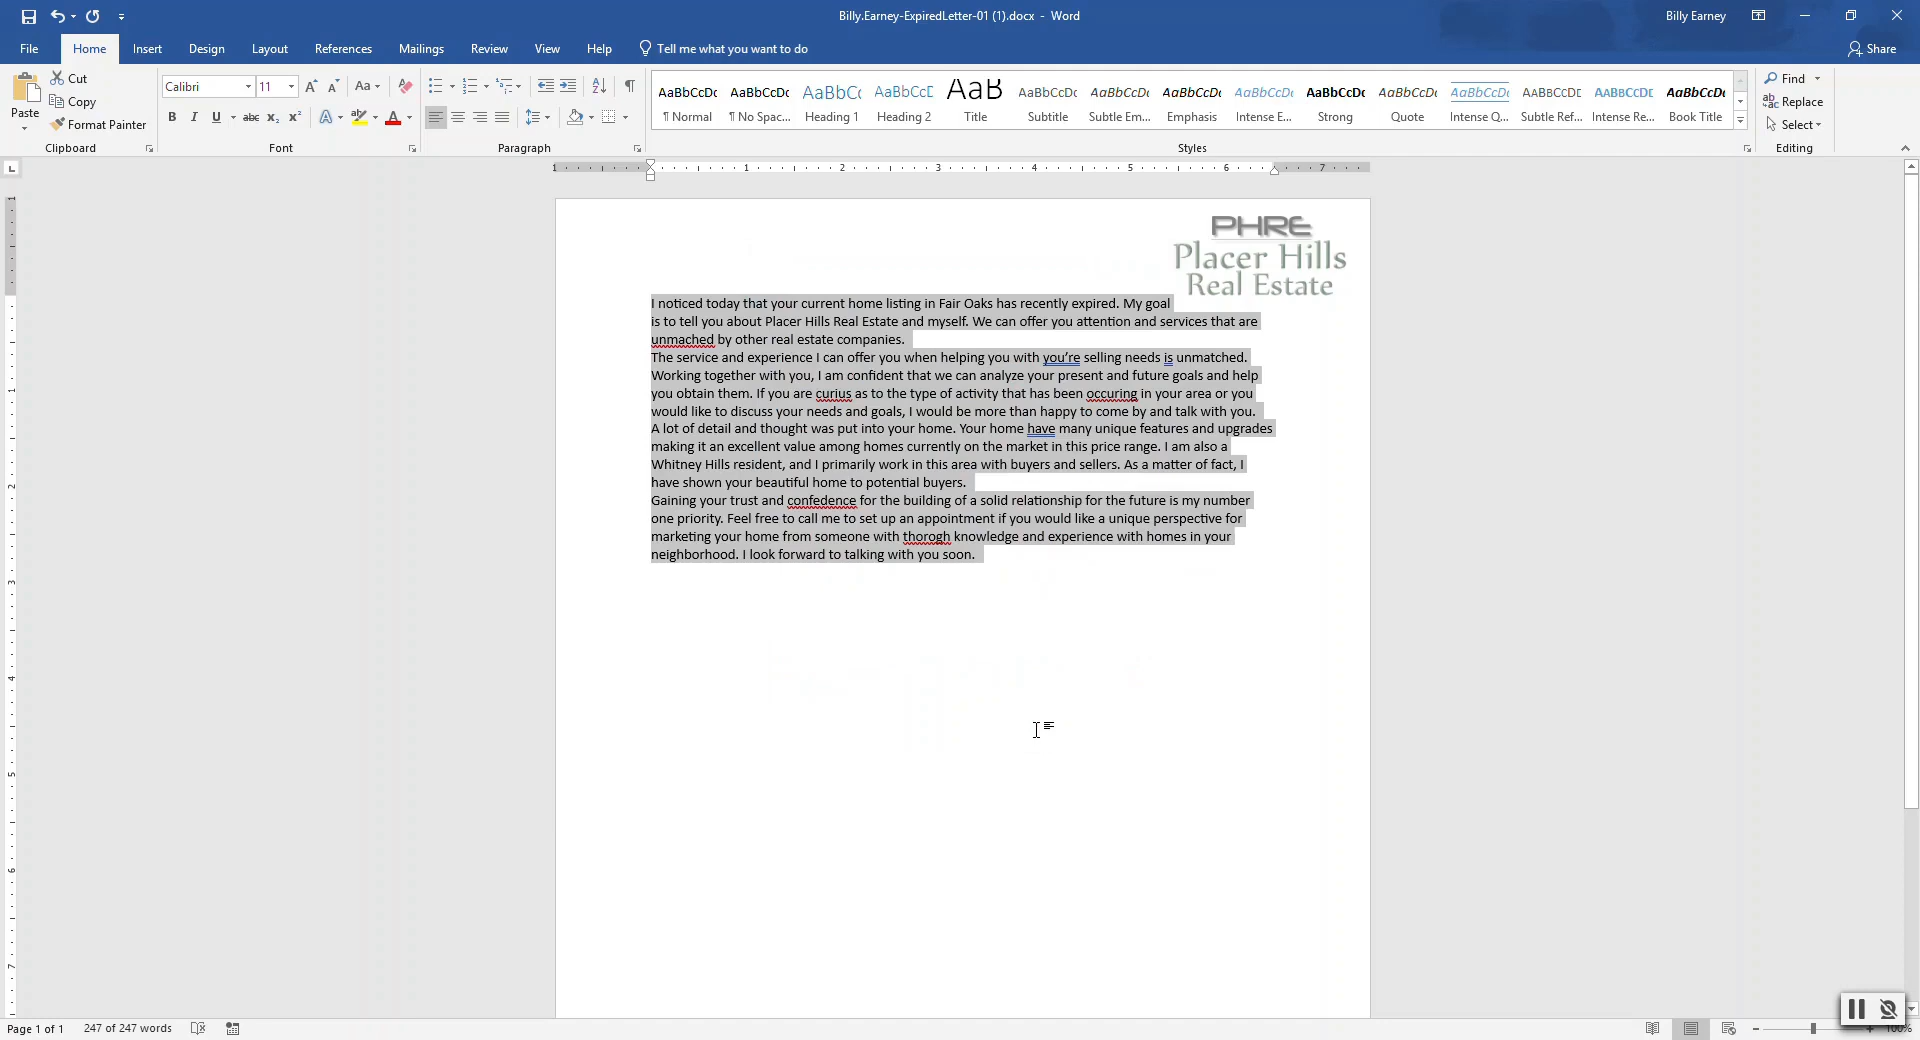 Billy.Earney-ExpiredLetter-01 (1).docx - Word
Billy Earney
File Home Insert Design Layout References Mailings Review View Help Tell me what you want to do
Share
Paste
Cut
Copy
Format Painter
Clipboard
Calibri 11
Font
Paragraph
AaBbCcDc AaBbCcDc AaBbCc AaBbCcE AaB AaBbCcDc AaBbCcDc AaBbCcDc AaBbCcDc AaBbCcDc AaBbCcDc AaBbCcDc AABBCCDE AABBCCDE AaBbCcDc
¶ Normal ¶ No Spac... Heading 1 Heading 2 Title Subtitle Subtle Em... Emphasis Intense E... Strong Quote Intense Q... Subtle Ref... Intense Re... Book Title
Styles
Find
Replace
Select
Editing
1 1 2 3 4 5 6 7
PHRE
Placer Hills
Real Estate
I noticed today that your current home listing in Fair Oaks has recently expired. My goal
is to tell you about Placer Hills Real Estate and myself. We can offer you attention and services that are
unmached by other real estate companies.
The service and experience I can offer you when helping you with you’re selling needs is unmatched.
Working together with you, I am confident that we can analyze your present and future goals and help
you obtain them. If you are curius as to the type of activity that has been occuring in your area or you
would like to discuss your needs and goals, I would be more than happy to come by and talk with you.
A lot of detail and thought was put into your home. Your home have many unique features and upgrades
making it an excellent value among homes currently on the market in this price range. I am also a
Whitney Hills resident, and I primarily work in this area with buyers and sellers. As a matter of fact, I
have shown your beautiful home to potential buyers.
Gaining your trust and confedence for the building of a solid relationship for the future is my number
one priority. Feel free to call me to set up an appointment if you would like a unique perspective for
marketing your home from someone with thorogh knowledge and experience with homes in your
neighborhood. I look forward to talking with you soon.
1
1
2
3
4
5
6
7
Page 1 of 1 247 of 247 words
100%